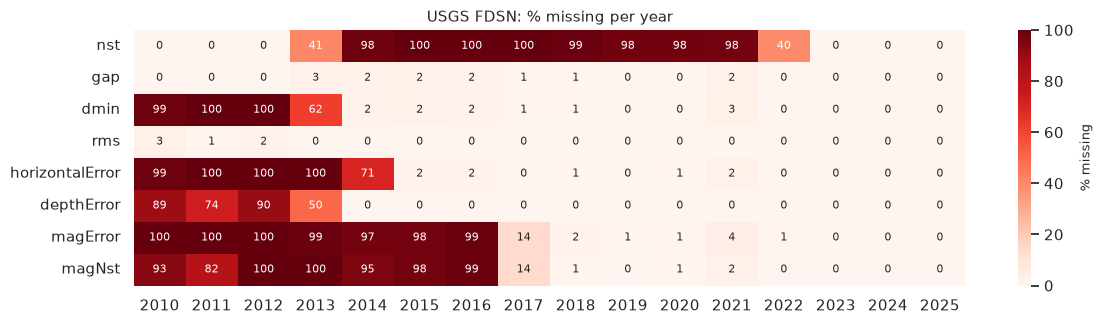 USGS FDSN: % missing per year
nst 0 0 0 41 98 100 100 100 99 98 98 98 40 0 0 0
gap 0 0 0 3 2 2 2 1 1 0 0 2 0 0 0 0
dmin 99 100 100 62 2 2 2 1 1 0 0 3 0 0 0 0
rms 3 1 2 0 0 0 0 0 0 0 0 0 0 0 0 0
horizontalError 99 100 100 100 71 2 2 0 1 0 1 2 0 0 0 0
depthError 89 74 90 50 0 0 0 0 0 0 0 0 0 0 0 0
magError 100 100 100 99 97 98 99 14 2 1 1 4 1 0 0 0
magNst 93 82 100 100 95 98 99 14 1 0 1 2 0 0 0 0
2010 2011 2012 2013 2014 2015 2016 2017 2018 2019 2020 2021 2022 2023 2024 2025
100
80
60
40
20
0
% missing